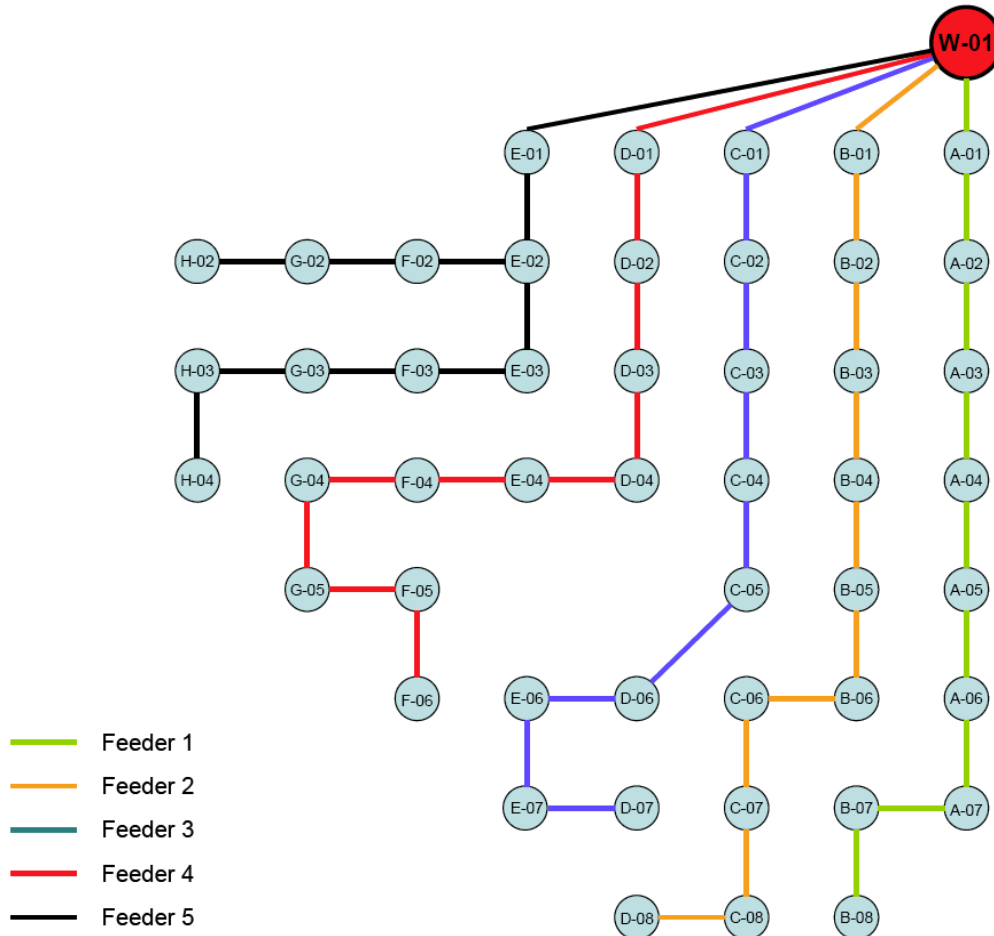 W-01
E-01 D-01 C-01 B-01 A-01
H-02 G-02 F-02 E-02 D-02 C-02 B-02 A-02
H-03 G-03 F-03 E-03 D-03 C-03 B-03 A-03
H-04 G-04 F-04 E-04 D-04 C-04 B-04 A-04
G-05 F-05 C-05 B-05 A-05
F-06 E-06 D-06 C-06 B-06 A-06
Feeder 1
Feeder 2
E-07 D-07 C-07 B-07 A-07
Feeder 3
Feeder 4
Feeder 5
D-08 C-08 B-08